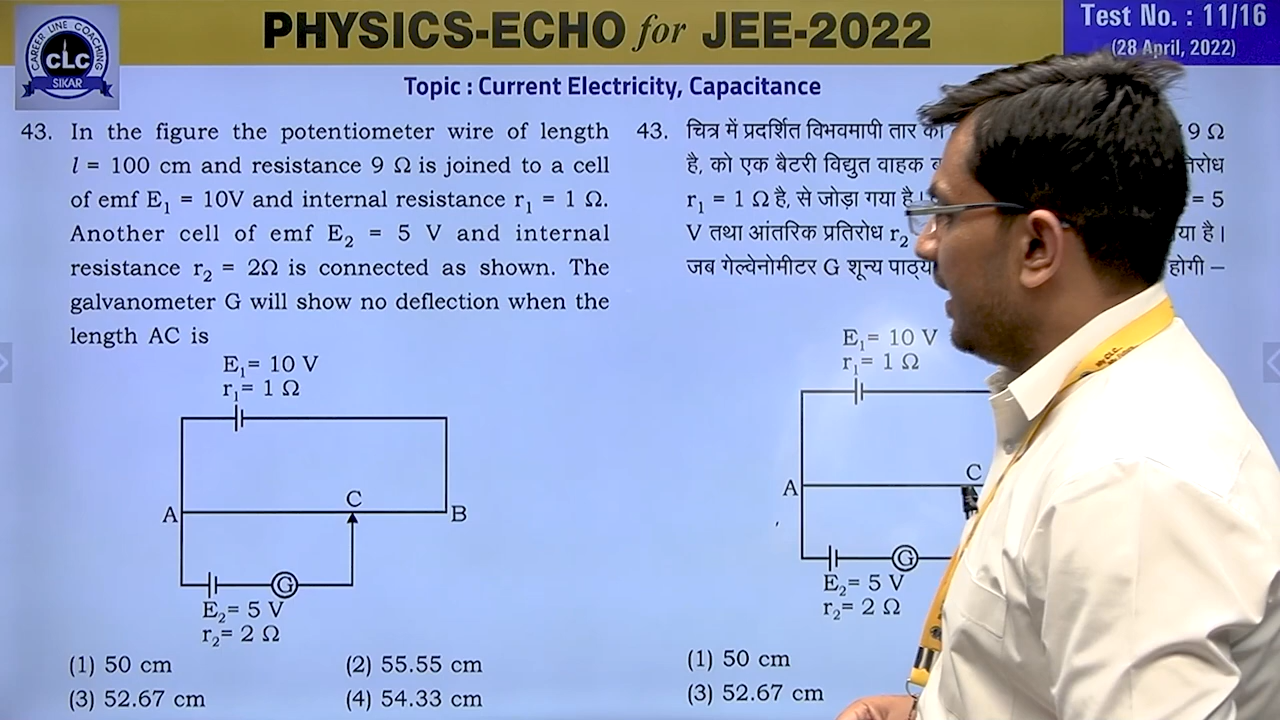 CAREER LINE COACHING
CLC
SIKAR
PHYSICS-ECHO for JEE-2022
Test No. : 11/16
(28 April, 2022)
Topic : Current Electricity, Capacitance
43. In the figure the potentiometer wire of length
l = 100 cm and resistance 9 Ω is joined to a cell
of emf E₁ = 10V and internal resistance r₁ = 1 Ω.
Another cell of emf E₂ = 5 V and internal
resistance r₂ = 2Ω is connected as shown. The
galvanometer G will show no deflection when the
length AC is
E₁= 10 V
r₁= 1 Ω
C
A
B
G
E₂= 5 V
r₂= 2 Ω
(1) 50 cm
(2) 55.55 cm
(3) 52.67 cm
(4) 54.33 cm
43. चित्र में प्रदर्शित विभवमापी तार 9 Ω
है, को एक बैटरी विद्युत वाहक
r₁ = 1 Ω है, से जोड़ा गया है। = 5
V तथा आंतरिक प्रतिरोध r₂ है।
जब गेल्वेनोमीटर G शून्य होगी –
E₁= 10 V
r₁= 1 Ω
C
A
G
E₂= 5 V
r₂= 2 Ω
(1) 50 cm
(3) 52.67 cm